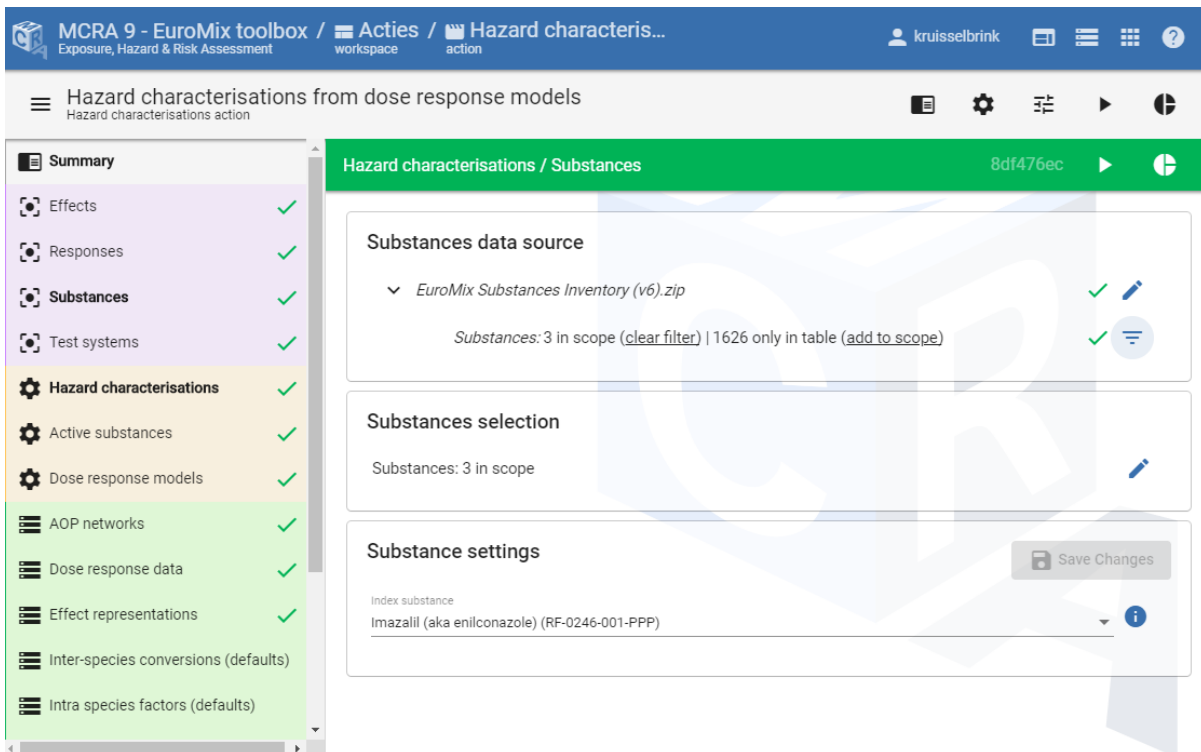 MCRA 9 - EuroMix toolbox / Acties / Hazard characteris...
Exposure, Hazard & Risk Assessment workspace action
kruisselbrink
Hazard characterisations from dose response models
Hazard characterisations action
Summary
Effects
Responses
Substances
Test systems
Hazard characterisations
Active substances
Dose response models
AOP networks
Dose response data
Effect representations
Inter-species conversions (defaults)
Intra species factors (defaults)
Hazard characterisations / Substances 8df476ec
Substances data source
EuroMix Substances Inventory (v6).zip
Substances: 3 in scope (clear filter) | 1626 only in table (add to scope)
Substances selection
Substances: 3 in scope
Substance settings
Save Changes
Index substance
Imazalil (aka enilconazole) (RF-0246-001-PPP)